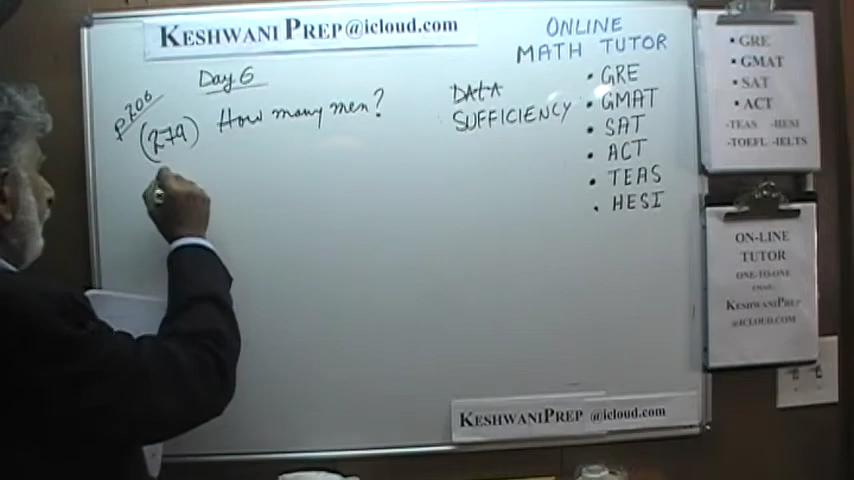 KESHWANI PREP@icloud.com
Day 6
P206
(279) How many men?
DATA
SUFFICIENCY
ONLINE
MATH TUTOR
• GRE
• GMAT
• SAT
• ACT
• TEAS
• HESI
• GRE
• GMAT
• SAT
• ACT
-TEAS -HESI
-TOEFL -IELTS
ON-LINE
TUTOR
ONE-TO-ONE
EMAIL:
KESHWANIPREP
@ICLOUD.COM
KESHWANIPREP @icloud.com